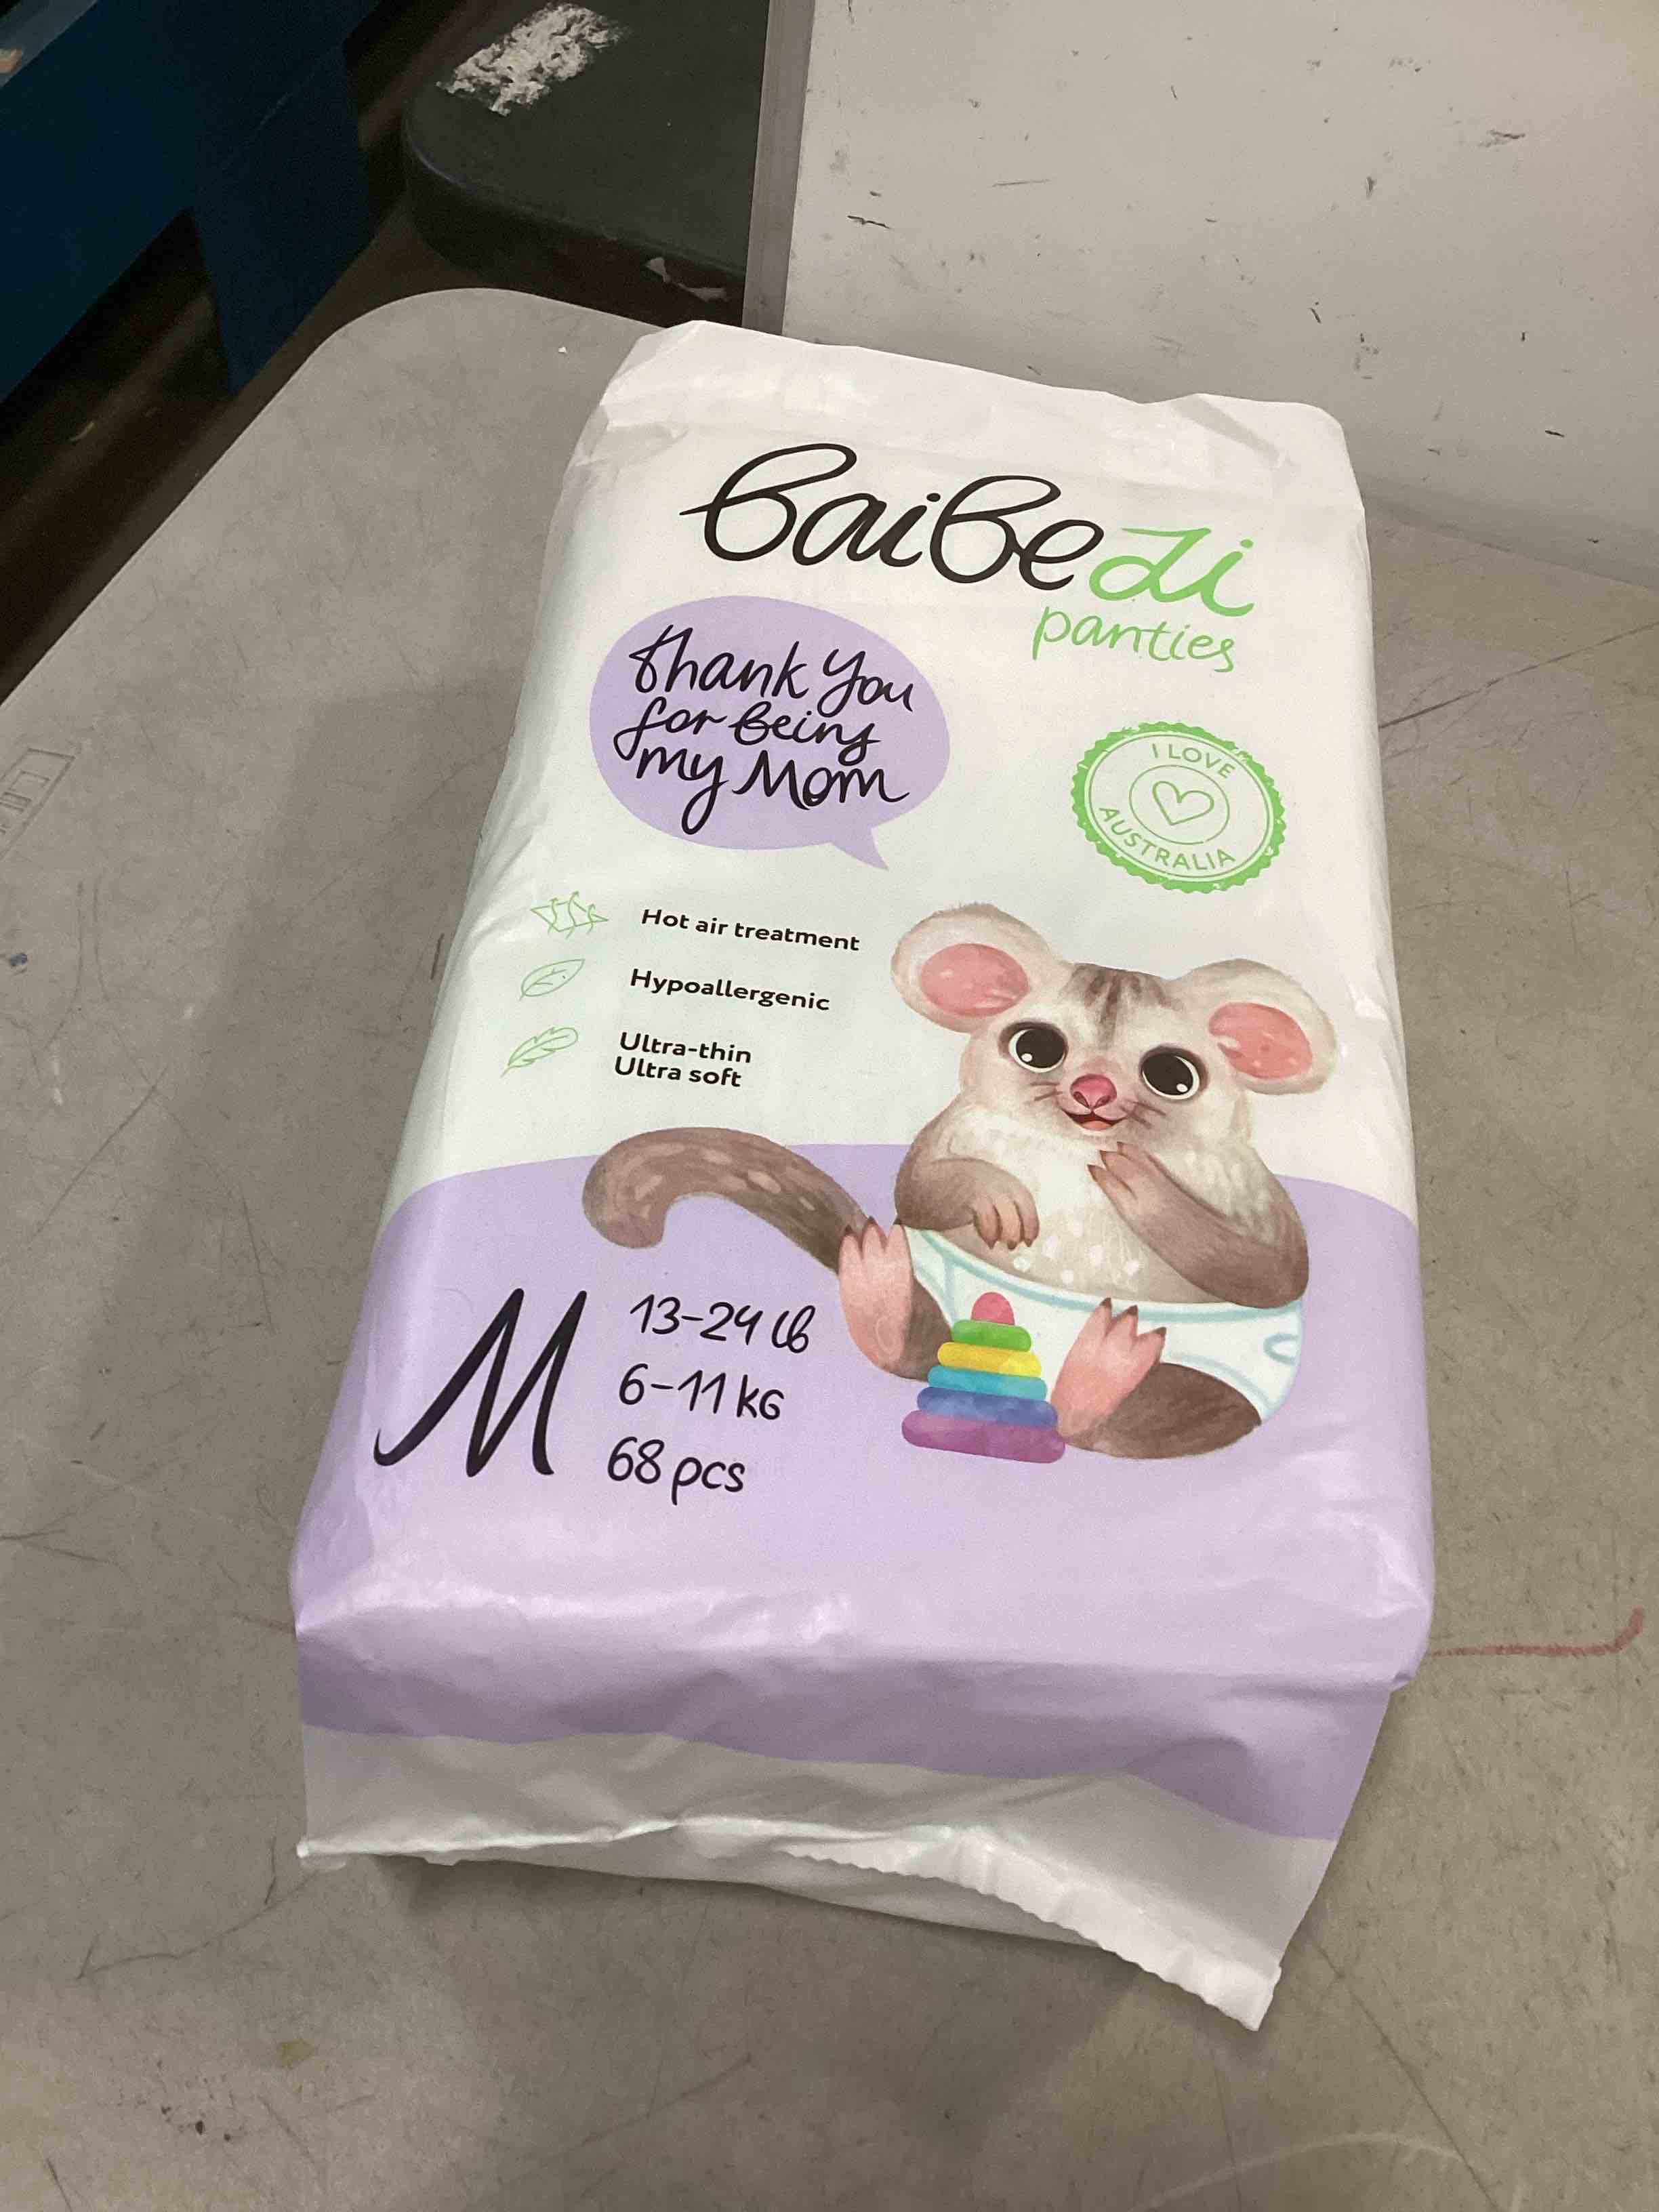 baibezi
panties
thank you
for being
my Mom
I LOVE
AUSTRALIA
Hot air treatment
Hypoallergenic
Ultra-thin
Ultra soft
M
13-24 lb
6-11 kg
68 pcs